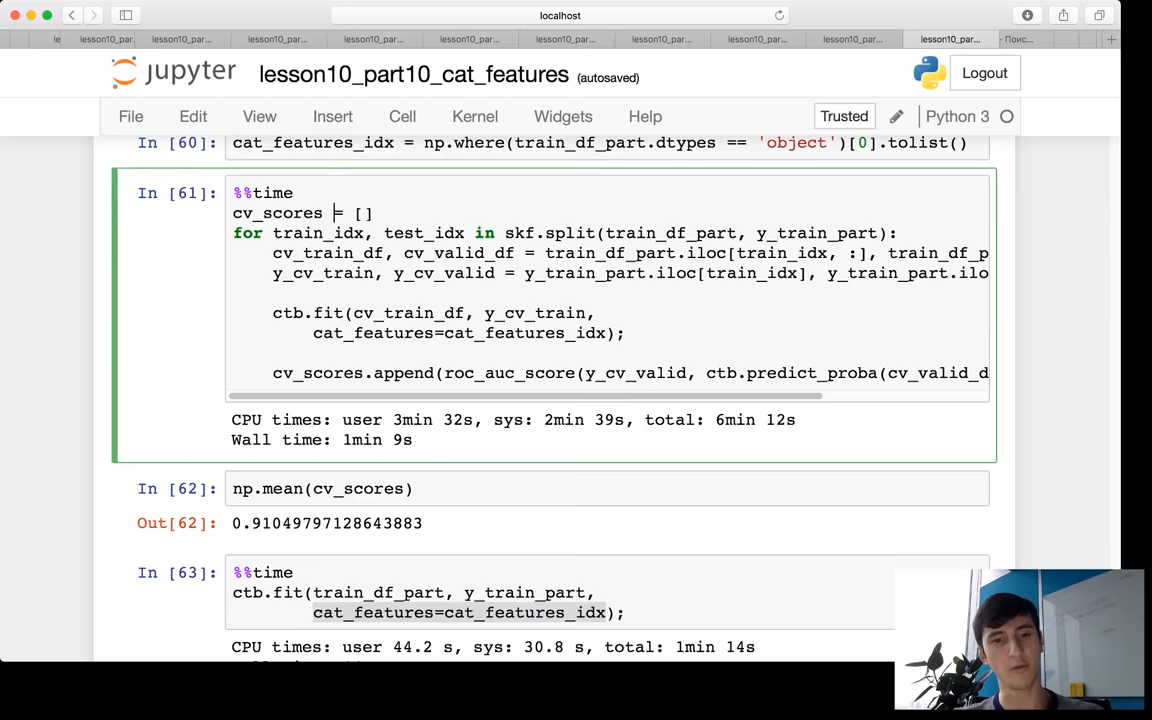 localhost
le
lesson10_par...
lesson10_par...
lesson10_par...
lesson10_par...
lesson10_par...
lesson10_par...
lesson10_par...
lesson10_par...
lesson10_par...
lesson10_par...
- Поиск...
jupyter
lesson10_part10_cat_features (autosaved)
Logout
File Edit View Insert Cell Kernel Widgets Help
Trusted
Python 3
In [60]: cat_features_idx = np.where(train_df_part.dtypes == 'object')[0].tolist()
In [61]: %%time
cv_scores = []
for train_idx, test_idx in skf.split(train_df_part, y_train_part):
cv_train_df, cv_valid_df = train_df_part.iloc[train_idx, :], train_df_p
y_cv_train, y_cv_valid = y_train_part.iloc[train_idx], y_train_part.ilo
ctb.fit(cv_train_df, y_cv_train,
cat_features=cat_features_idx);
cv_scores.append(roc_auc_score(y_cv_valid, ctb.predict_proba(cv_valid_d
CPU times: user 3min 32s, sys: 2min 39s, total: 6min 12s
Wall time: 1min 9s
In [62]: np.mean(cv_scores)
Out[62]: 0.91049797128643883
In [63]: %%time
ctb.fit(train_df_part, y_train_part,
cat_features=cat_features_idx);
CPU times: user 44.2 s, sys: 30.8 s, total: 1min 14s